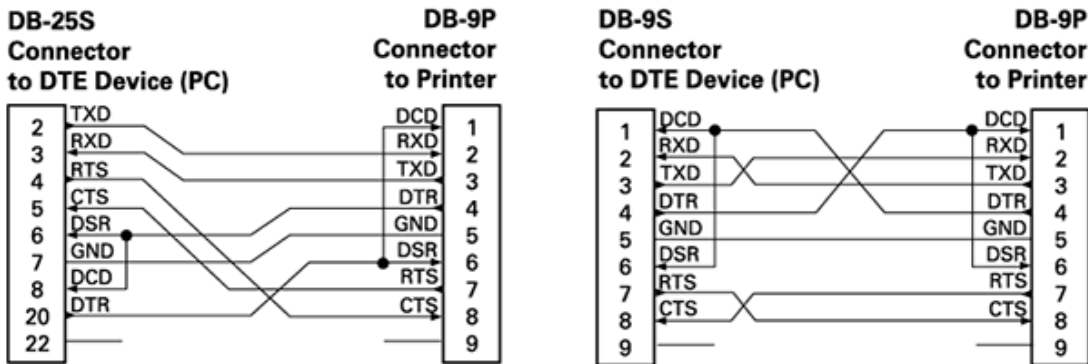 DB-25S
Connector
to DTE Device (PC)
DB-9P
Connector
to Printer
2 TXD
3 RXD
4 RTS
5 CTS
6 DSR
7 GND
8 DCD
20 DTR
22
DCD 1
RXD 2
TXD 3
DTR 4
GND 5
DSR 6
RTS 7
CTS 8
9
DB-9S
Connector
to DTE Device (PC)
DB-9P
Connector
to Printer
1 DCD
2 RXD
3 TXD
4 DTR
5 GND
6 DSR
7 RTS
8 CTS
9
DCD 1
RXD 2
TXD 3
DTR 4
GND 5
DSR 6
RTS 7
CTS 8
9